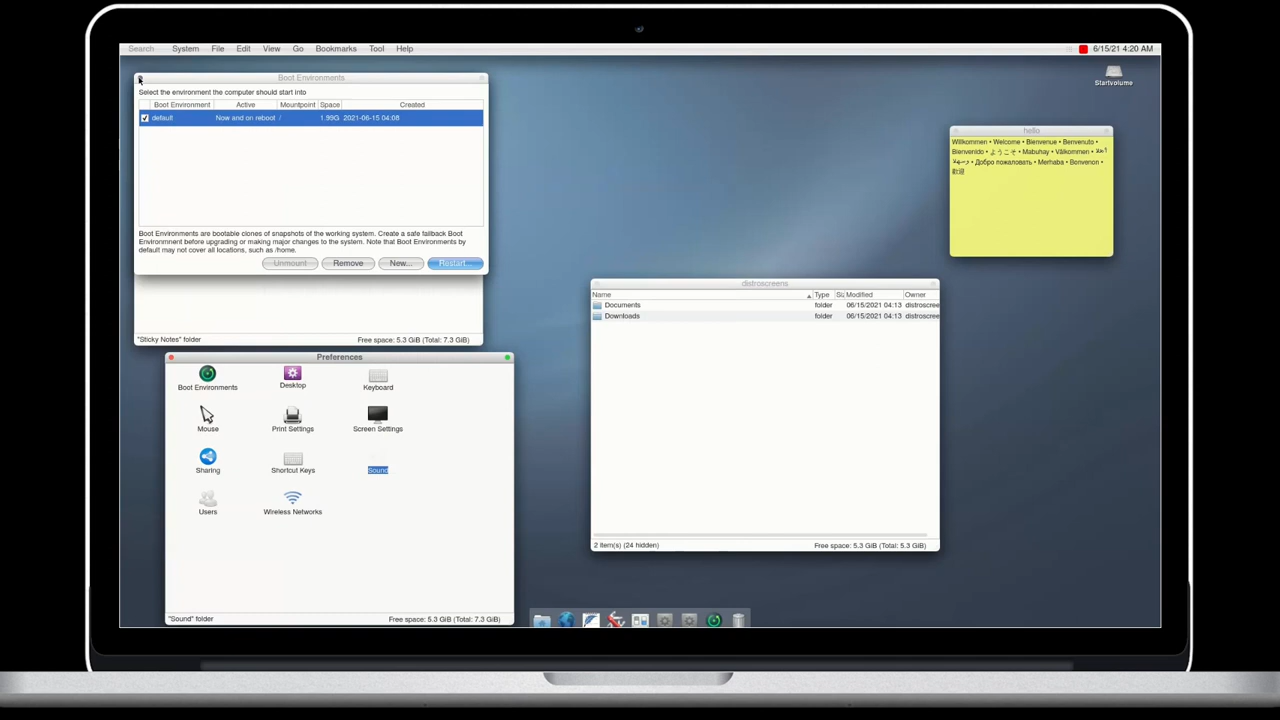 Search System File Edit View Go Bookmarks Tool Help 6/15/21 4:20 AM
Startvolume
Boot Environments
Select the environment the computer should start into
Boot Environment Active Mountpoint Space Created
default Now and on reboot / 1.99G 2021-06-15 04:08
Boot Environments are bootable clones of snapshots of the working system. Create a safe failback Boot
Environmnent before upgrading or making major changes to the system. Note that Boot Environments by
default may not cover all locations, such as /home.
Unmount Remove New... Restart...
"Sticky Notes" folder Free space: 5.3 GiB (Total: 7.3 GiB)
hello
Willkommen • Welcome • Bienvenue • Benvenuto •
Bienvenido • ようこそ • Mabuhay • Välkommen •
• Добро пожаловать • Merhaba • Benvenon •
歡迎
distroscreens
Name Type Modified Owner
Documents folder 06/15/2021 04:13 distroscree
Downloads folder 06/15/2021 04:13 distroscree
2 item(s) (24 hidden) Free space: 5.3 GiB (Total: 5.3 GiB)
Preferences
Boot Environments Desktop Keyboard
Mouse Print Settings Screen Settings
Sharing Shortcut Keys Sound
Users Wireless Networks
"Sound" folder Free space: 5.3 GiB (Total: 7.3 GiB)